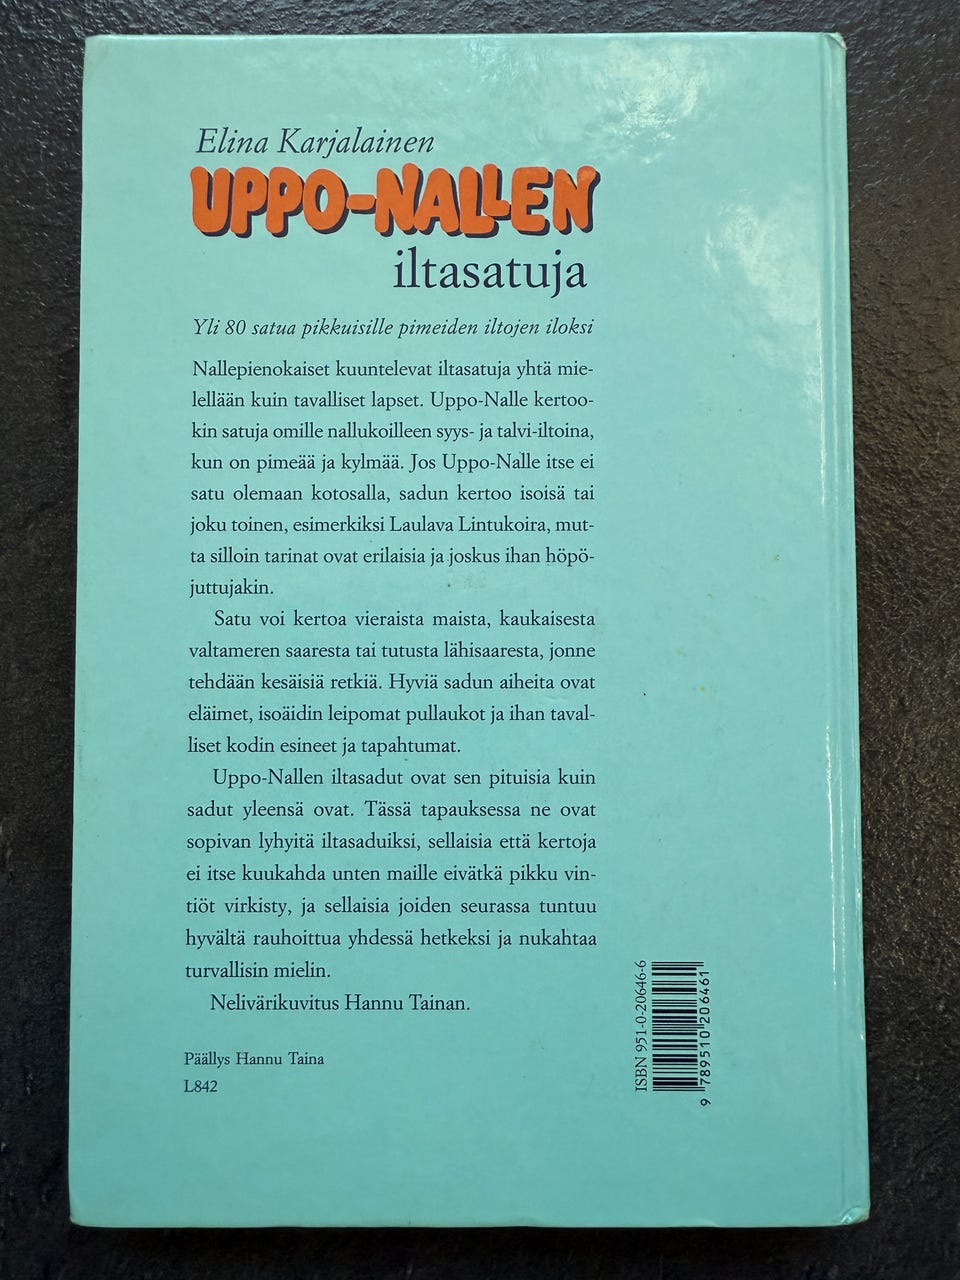 Elina Karjalainen
UPPO-NALLEN
iltasatuja
Yli 80 satua pikkuisille pimeiden iltojen iloksi
Nallepienokaiset kuuntelevat iltasatuja yhtä mie-
lellään kuin tavalliset lapset. Uppo-Nalle kertoo-
kin satuja omille nallukoilleen syys- ja talvi-iltoina,
kun on pimeää ja kylmää. Jos Uppo-Nalle itse ei
satu olemaan kotosalla, sadun kertoo isoisä tai
joku toinen, esimerkiksi Laulava Lintukoira, mut-
ta silloin tarinat ovat erilaisia ja joskus ihan höpö-
juttujakin.
Satu voi kertoa vieraista maista, kaukaisesta
valtameren saaresta tai tutusta lähisaaresta, jonne
tehdään kesäisiä retkiä. Hyviä sadun aiheita ovat
eläimet, isoäidin leipomat pullaukot ja ihan taval-
liset kodin esineet ja tapahtumat.
Uppo-Nallen iltasadut ovat sen pituisia kuin
sadut yleensä ovat. Tässä tapauksessa ne ovat
sopivan lyhyitä iltasaduiksi, sellaisia että kertoja
ei itse kuukahda unten maille eivätkä pikku vin-
tiöt virkisty, ja sellaisia joiden seurassa tuntuu
hyvältä rauhoittua yhdessä hetkeksi ja nukahtaa
turvallisin mielin.
Nelivärikuvitus Hannu Tainan.
Päällys Hannu Taina
L842
ISBN 951-0-20646-6
9 789510 206461